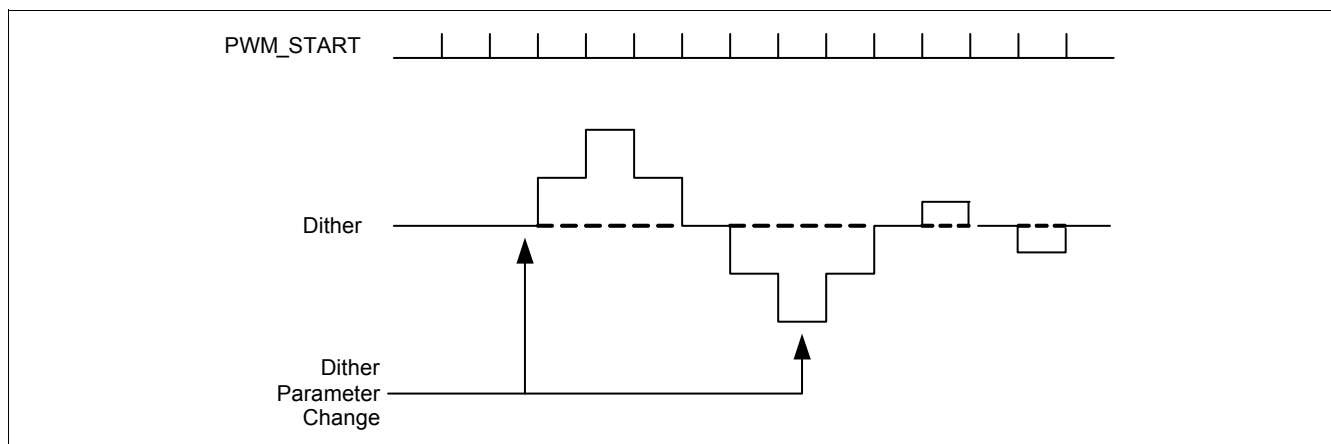 PWM_START
Dither
Dither
Parameter
Change